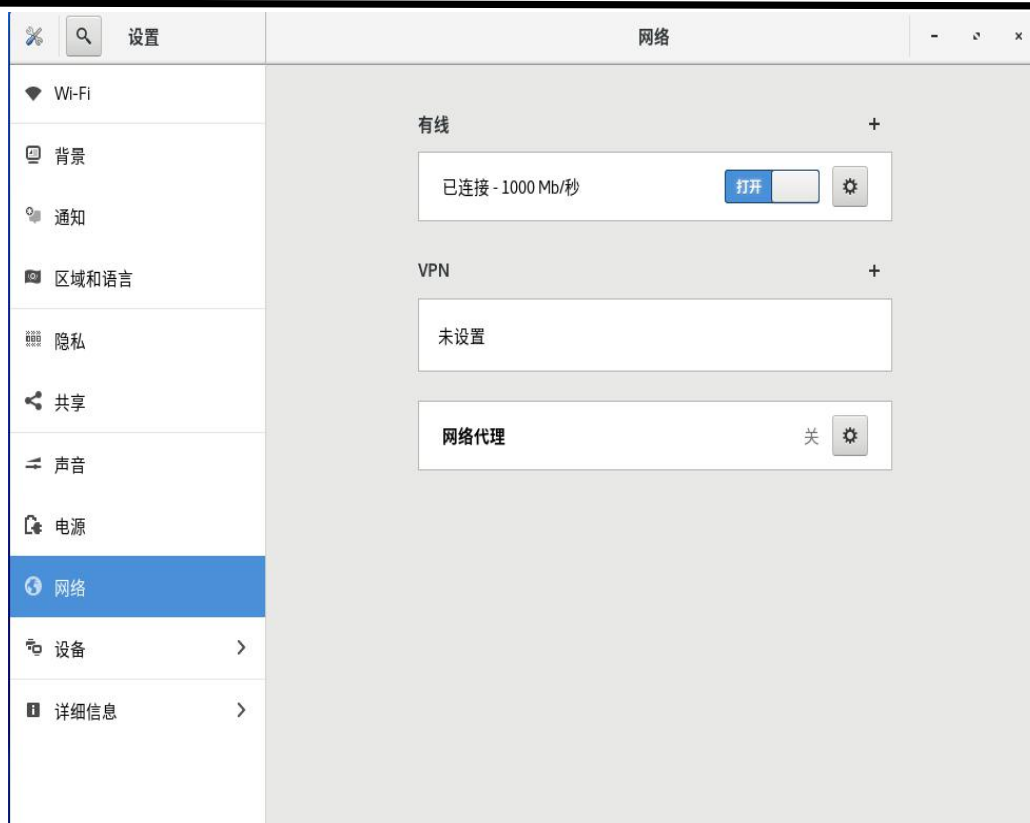 设置
网络
Wi-Fi
背景
通知
区域和语言
隐私
共享
声音
电源
网络
设备
详细信息
有线
已连接 - 1000 Mb/秒
打开
VPN
未设置
网络代理
关